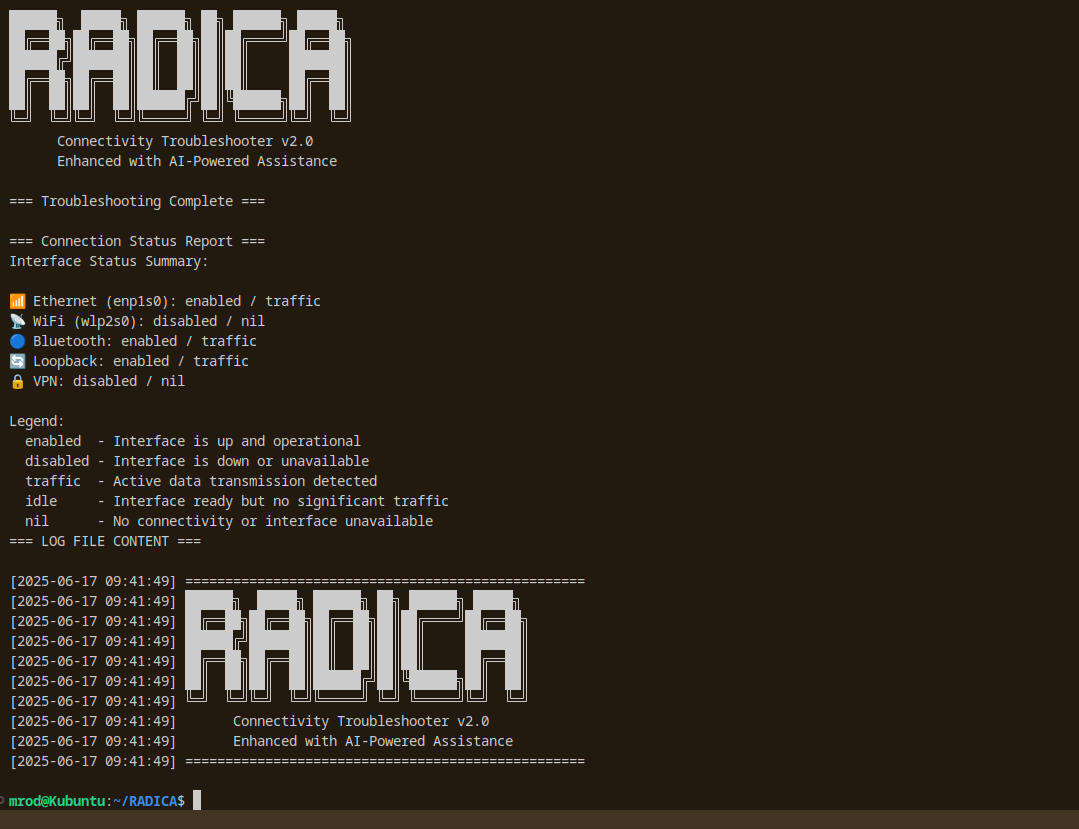 RADICA
Connectivity Troubleshooter v2.0
Enhanced with AI-Powered Assistance
=== Troubleshooting Complete ===
=== Connection Status Report ===
Interface Status Summary:
📶 Ethernet (enp1s0): enabled / traffic
📡 WiFi (wlp2s0): disabled / nil
🔵 Bluetooth: enabled / traffic
🔄 Loopback: enabled / traffic
🔒 VPN: disabled / nil
Legend:
  enabled  - Interface is up and operational
  disabled - Interface is down or unavailable
  traffic  - Active data transmission detected
  idle     - Interface ready but no significant traffic
  nil      - No connectivity or interface unavailable
=== LOG FILE CONTENT ===
[2025-06-17 09:41:49] ==================================================
[2025-06-17 09:41:49]
[2025-06-17 09:41:49]
[2025-06-17 09:41:49] RADICA
[2025-06-17 09:41:49]
[2025-06-17 09:41:49]
[2025-06-17 09:41:49]
[2025-06-17 09:41:49]       Connectivity Troubleshooter v2.0
[2025-06-17 09:41:49]       Enhanced with AI-Powered Assistance
[2025-06-17 09:41:49] ==================================================
mrod@Kubuntu:~/RADICA$